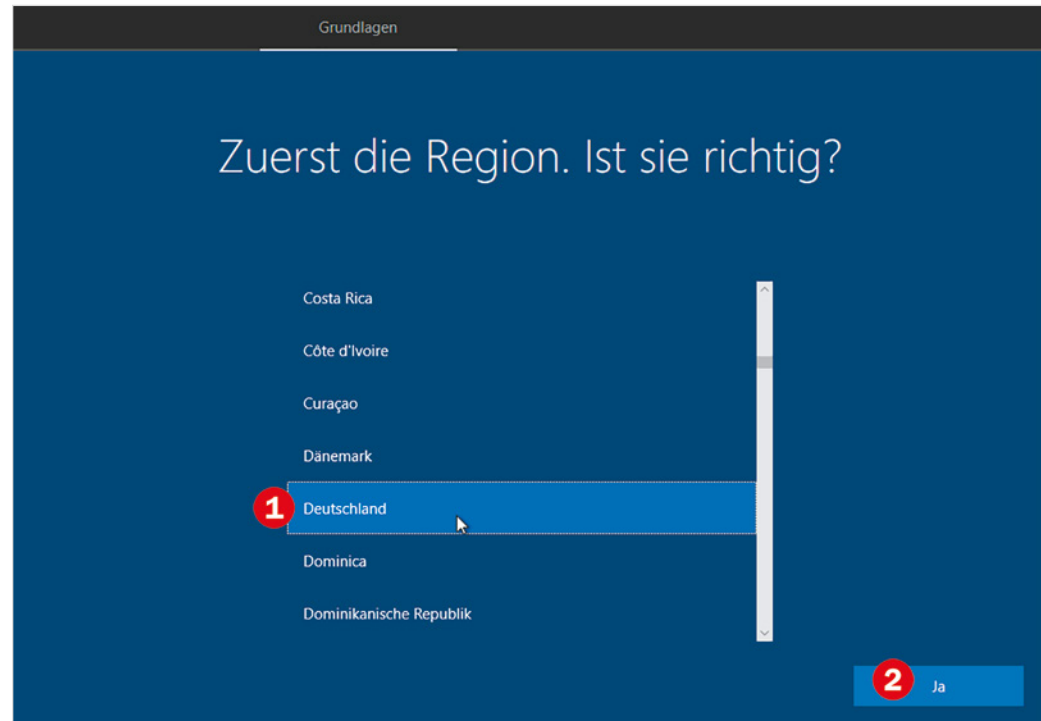 Grundlagen
Zuerst die Region. Ist sie richtig?
Costa Rica
Côte d'Ivoire
Curaçao
Dänemark
1 Deutschland
Dominica
Dominikanische Republik
2 Ja